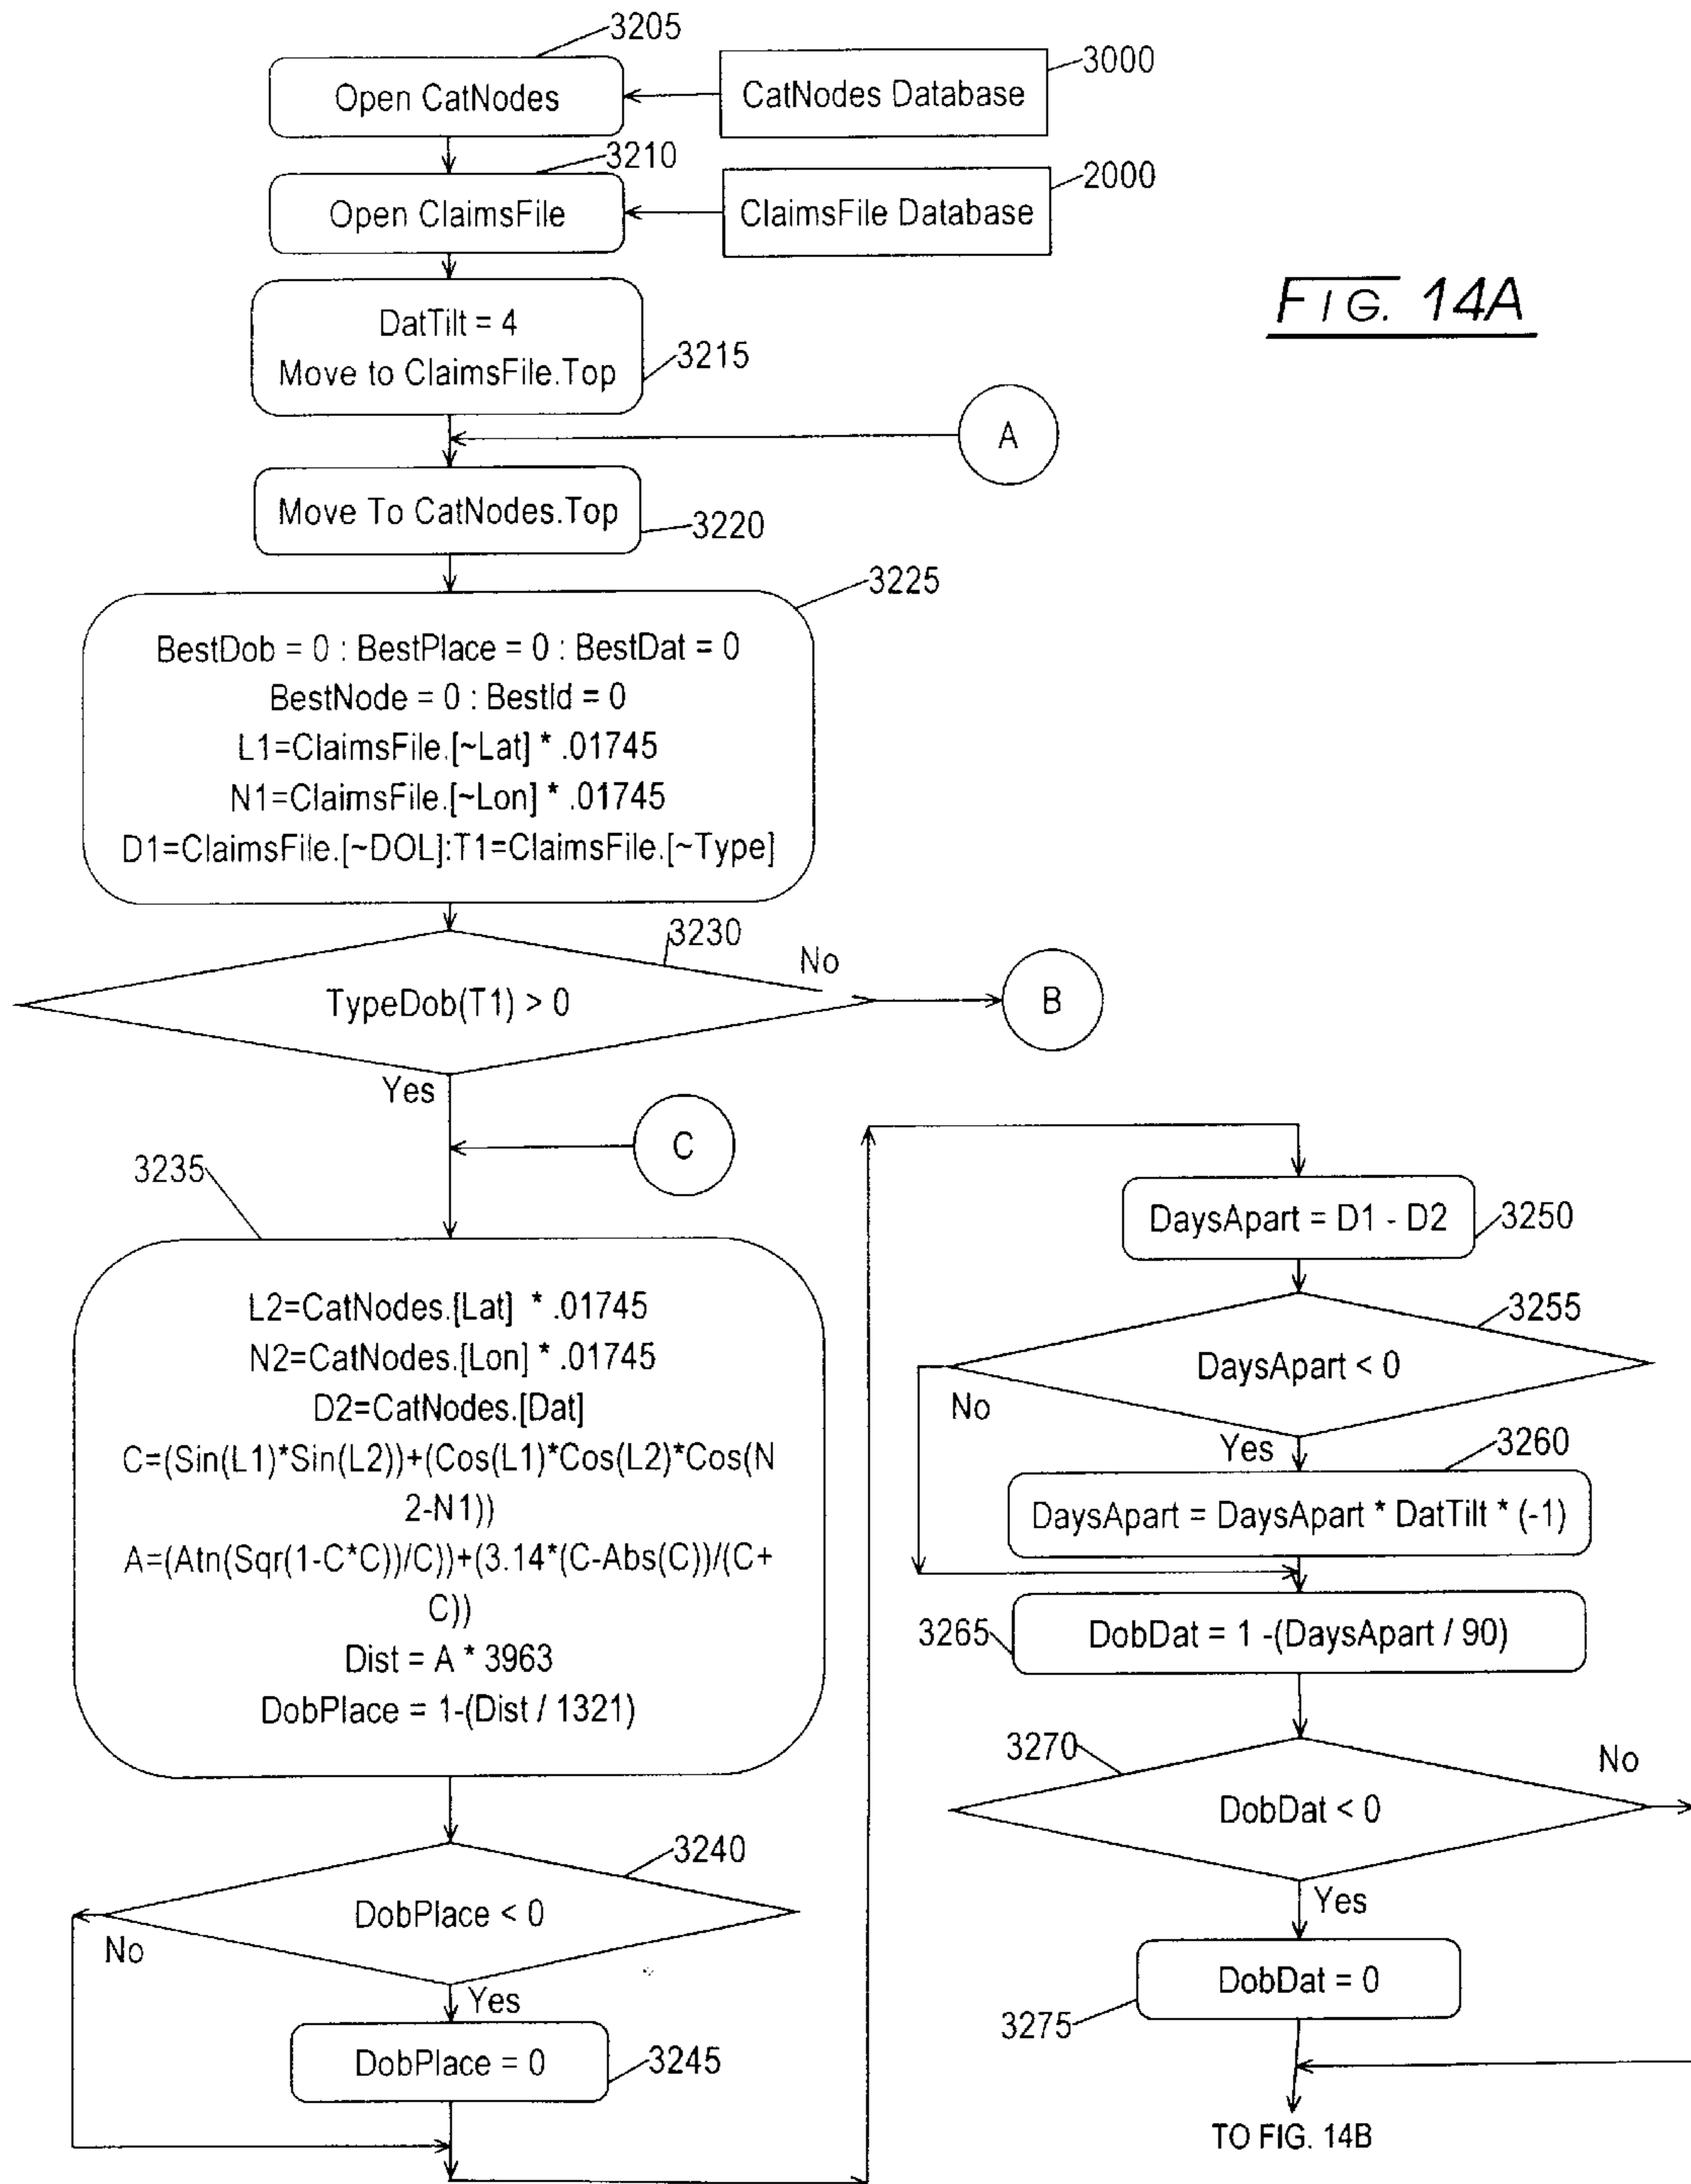 3205
Open CatNodes
CatNodes Database
3000
3210
Open ClaimsFile
ClaimsFile Database
2000
FIG. 14A
DatTilt = 4
Move to ClaimsFile.Top
3215
A
Move To CatNodes.Top
3220
3225
BestDob = 0 : BestPlace = 0 : BestDat = 0
BestNode = 0 : BestId = 0
L1=ClaimsFile.[~Lat] * .01745
N1=ClaimsFile.[~Lon] * .01745
D1=ClaimsFile.[~DOL]:T1=ClaimsFile.[~Type]
3230
TypeDob(T1) > 0
No
B
Yes
C
3235
L2=CatNodes.[Lat] * .01745
N2=CatNodes.[Lon] * .01745
D2=CatNodes.[Dat]
C=(Sin(L1)*Sin(L2))+(Cos(L1)*Cos(L2)*Cos(N
2-N1))
A=(Atn(Sqr(1-C*C))/C))+(3.14*(C-Abs(C))/(C+
C))
Dist = A * 3963
DobPlace = 1-(Dist / 1321)
3240
DobPlace < 0
No
Yes
DobPlace = 0
3245
DaysApart = D1 - D2
3250
3255
DaysApart < 0
No
Yes
3260
DaysApart = DaysApart * DatTilt * (-1)
3265
DobDat = 1 -(DaysApart / 90)
3270
No
DobDat < 0
Yes
DobDat = 0
3275
TO FIG. 14B